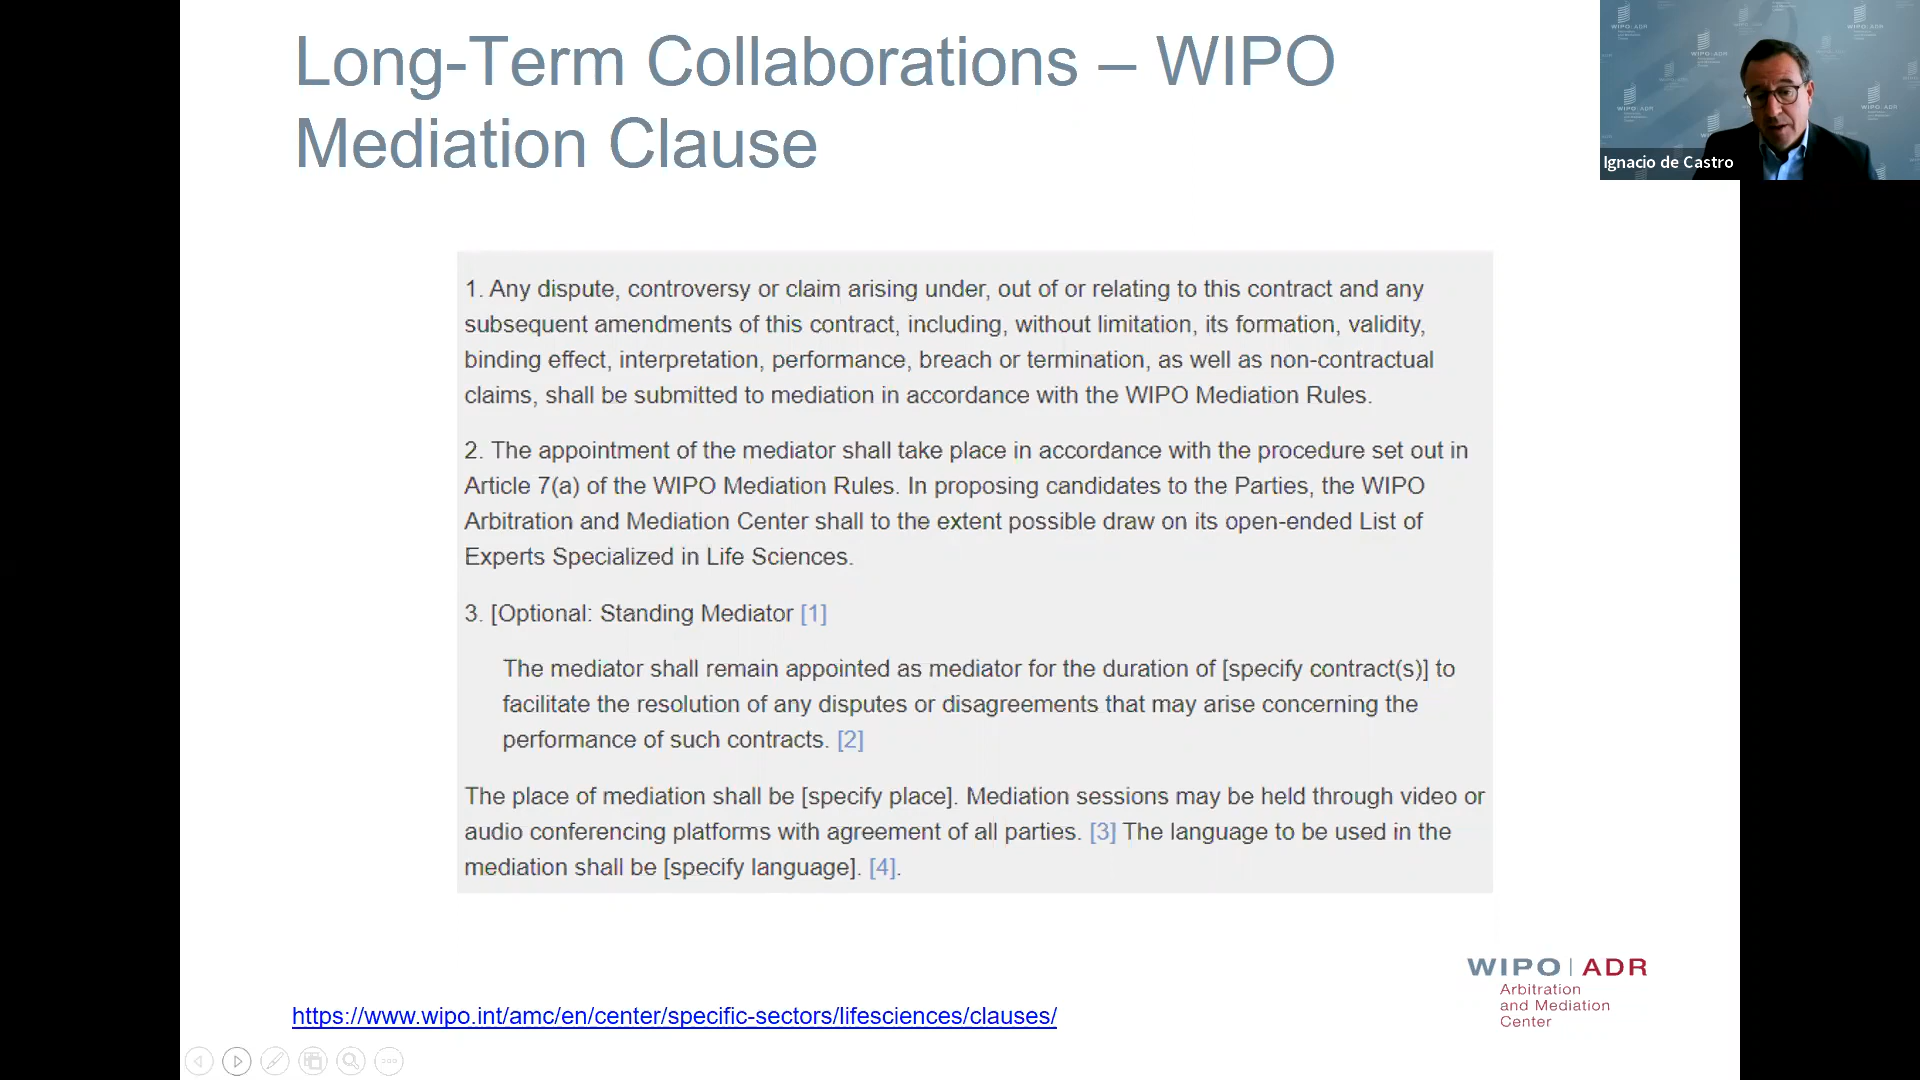 Long-Term Collaborations – WIPO
Mediation Clause
Ignacio de Castro
1. Any dispute, controversy or claim arising under, out of or relating to this contract and any
subsequent amendments of this contract, including, without limitation, its formation, validity,
binding effect, interpretation, performance, breach or termination, as well as non-contractual
claims, shall be submitted to mediation in accordance with the WIPO Mediation Rules.
2. The appointment of the mediator shall take place in accordance with the procedure set out in
Article 7(a) of the WIPO Mediation Rules. In proposing candidates to the Parties, the WIPO
Arbitration and Mediation Center shall to the extent possible draw on its open-ended List of
Experts Specialized in Life Sciences.
3. [Optional: Standing Mediator [1]
The mediator shall remain appointed as mediator for the duration of [specify contract(s)] to
facilitate the resolution of any disputes or disagreements that may arise concerning the
performance of such contracts. [2]
The place of mediation shall be [specify place]. Mediation sessions may be held through video or
audio conferencing platforms with agreement of all parties. [3] The language to be used in the
mediation shall be [specify language]. [4].
WIPO | ADR
Arbitration
and Mediation
Center
https://www.wipo.int/amc/en/center/specific-sectors/lifesciences/clauses/